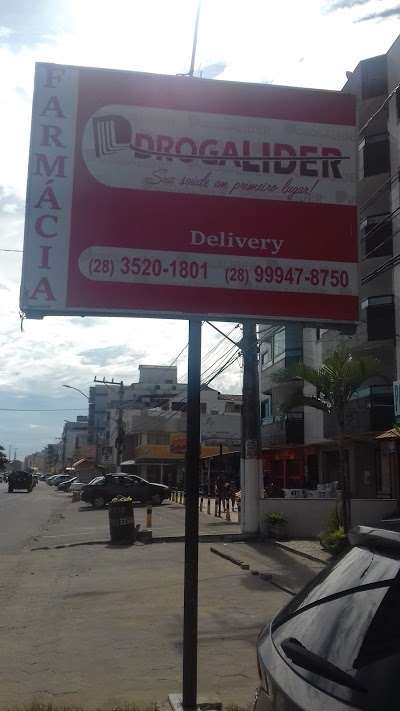 FARMÁCIA
DROGALIDER
Sua saúde em primeiro lugar!
Delivery
(28) 3520-1801 (28) 99947-8750